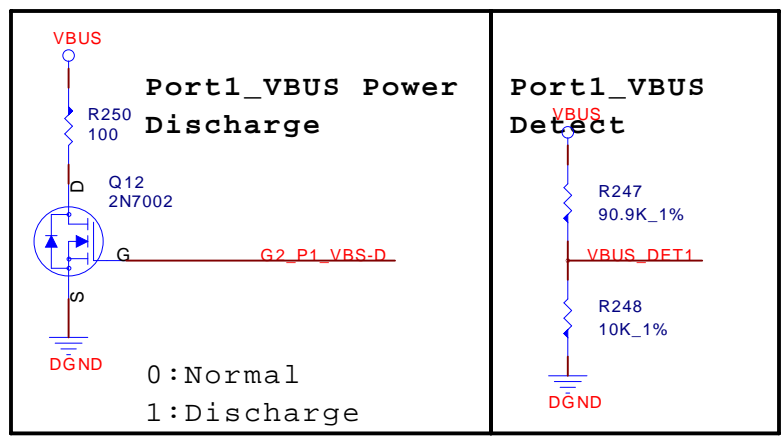 VBUS
Port1_VBUS Power
Discharge
R250
100
D
Q12
2N7002
G
G2_P1_VBS-D
S
DGND
0:Normal
1:Discharge
Port1_VBUS
Detect
VBUS
R247
90.9K_1%
VBUS_DET1
R248
10K_1%
DGND